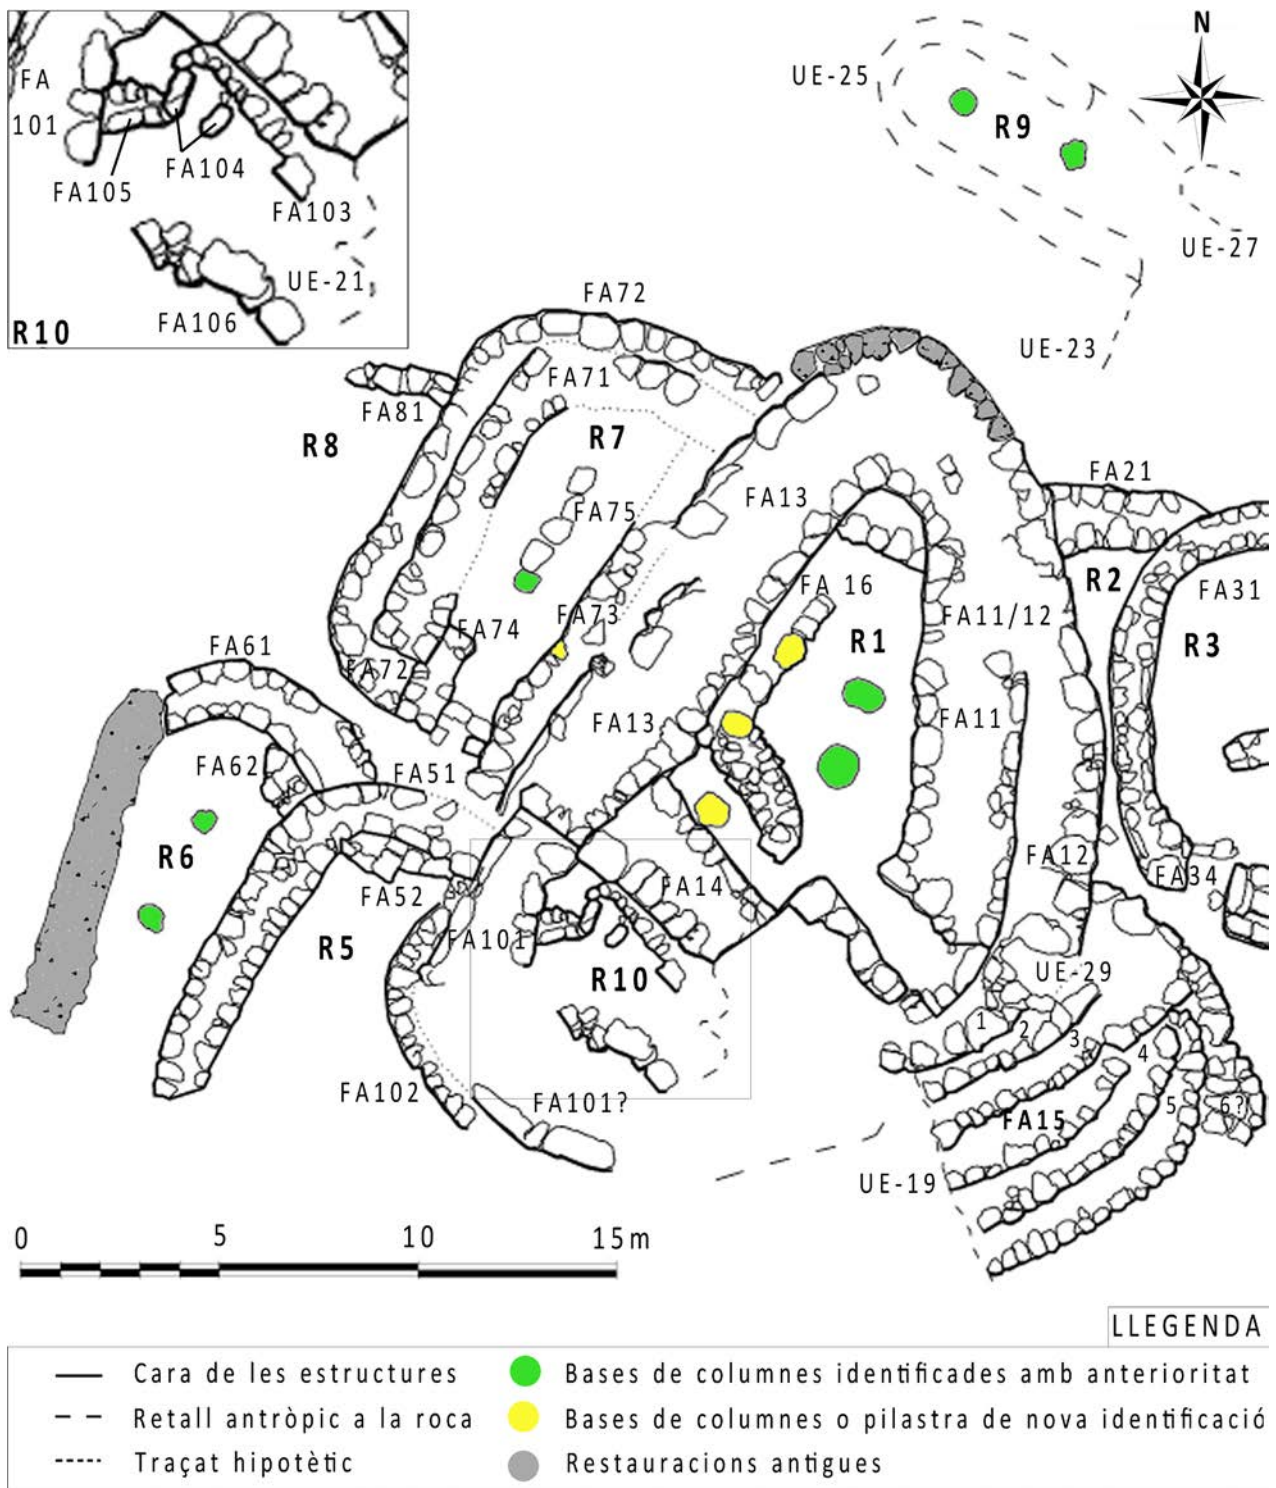 FA
101
FA105
FA104
FA103
UE-21
FA106
R10
UE-25
R9
N
UE-27
UE-23
FA72
FA71
FA81
R8
R7
FA75
FA13
FA21
R2
FA31
R3
FA 16
R1
FA11/12
FA73
FA74
FA72
FA61
FA13
FA11
FA62
FA51
R6
FA52
R5
FA14
FA12
FA34
FA101
R10
UE-29
1
2
3
4
5
6?
FA15
FA102
FA101?
UE-19
0 5 10 15m
LLEGENDA
Cara de les estructures
Retall antròpic a la roca
Traçat hipotètic
Bases de columnes identificades amb anterioritat
Bases de columnes o pilastra de nova identificació
Restauracions antigues